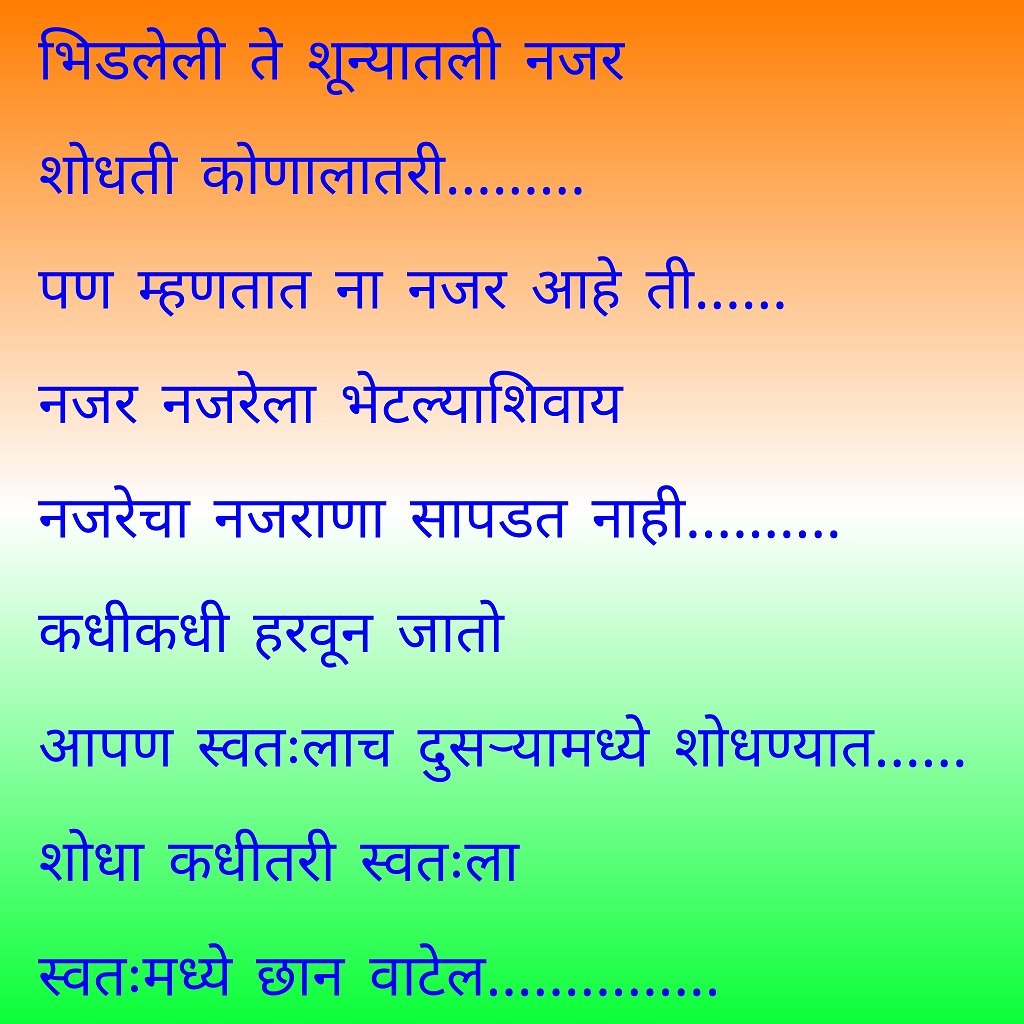 भिडलेली ते शून्यातली नजर
शोधती कोणालातरी.........
पण म्हणतात ना नजर आहे ती......
नजर नजरेला भेटल्याशिवाय
नजरेचा नजराणा सापडत नाही..........
कधीकधी हरवून जातो
आपण स्वतःलाच दुसऱ्यामध्ये शोधण्यात......
शोधा कधीतरी स्वतःला
स्वतःमध्ये छान वाटेल...............